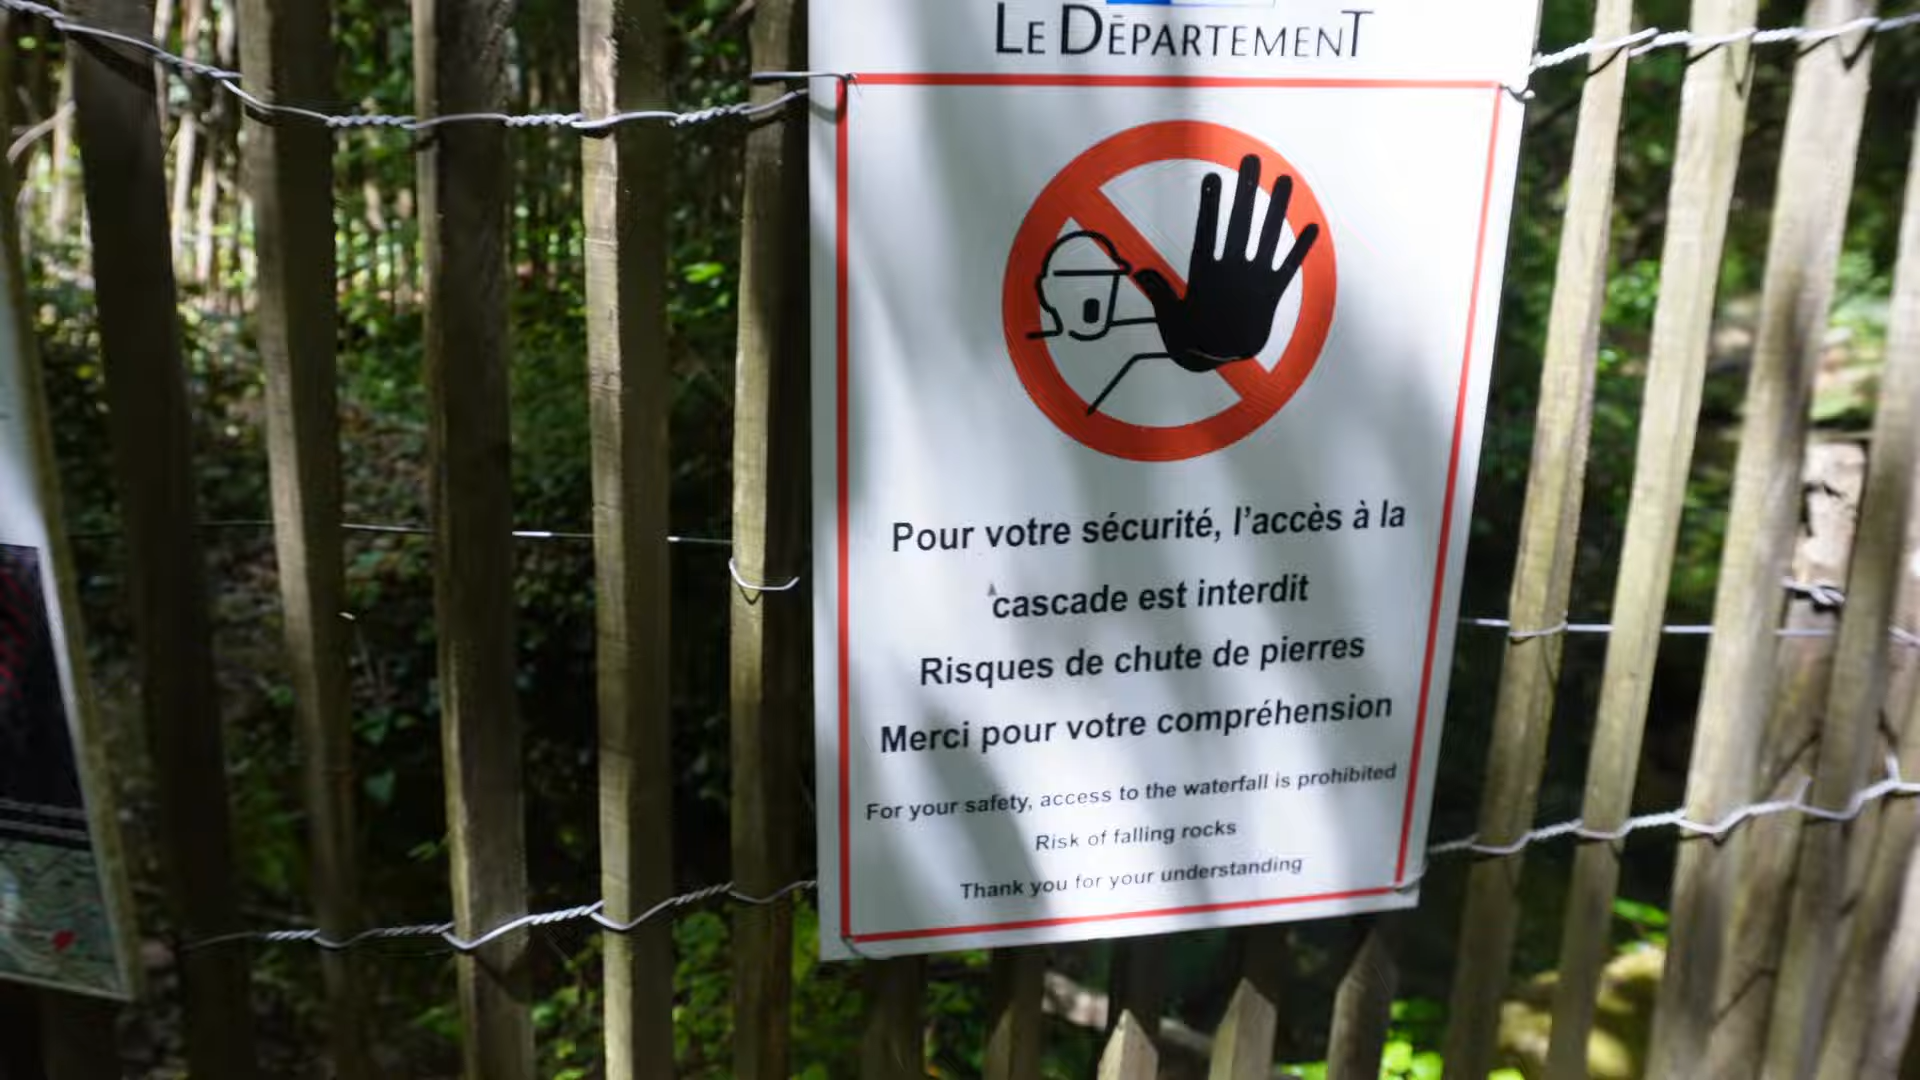 LE DÉPARTEMENT
Pour votre sécurité, l'accès à la
cascade est interdit
Risques de chute de pierres
Merci pour votre compréhension
For your safety, access to the waterfall is prohibited
Risk of falling rocks
Thank you for your understanding